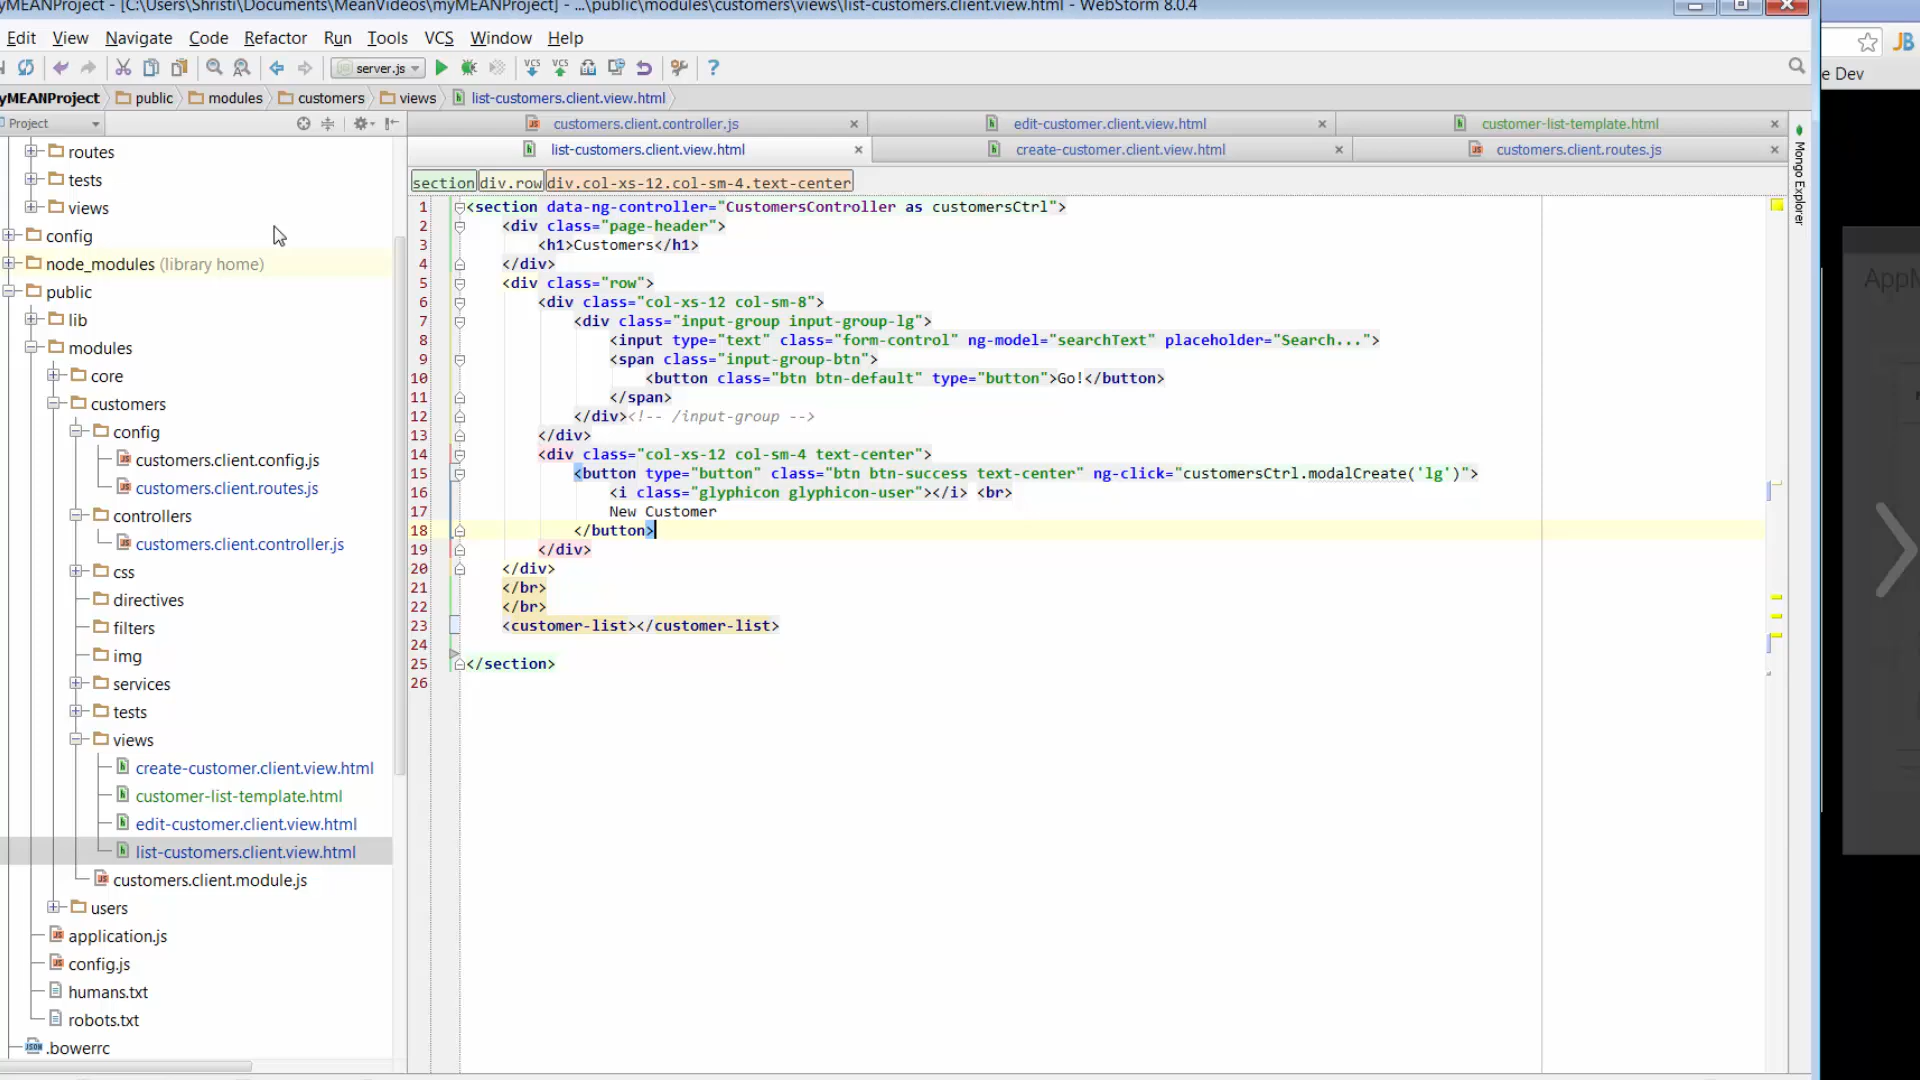 yMEANProject - [C:\Users\Shristi\Documents\MeanVideos\myMEANProject] - ...\public\modules\customers\views\list-customers.client.view.html - WebStorm 8.0.4
Edit View Navigate Code Refactor Run Tools VCS Window Help
server.js
VCS VCS
?
JB
e Dev
yMEANProject public modules customers views list-customers.client.view.html
Project
customers.client.controller.js edit-customer.client.view.html customer-list-template.html
list-customers.client.view.html create-customer.client.view.html customers.client.routes.js
section div.row div.col-xs-12.col-sm-4.text-center
Mongo Explorer
routes
tests
views
config
node_modules (library home)
public
lib
modules
core
customers
config
customers.client.config.js
customers.client.routes.js
controllers
customers.client.controller.js
css
directives
filters
img
services
tests
views
create-customer.client.view.html
customer-list-template.html
edit-customer.client.view.html
list-customers.client.view.html
customers.client.module.js
users
application.js
config.js
humans.txt
robots.txt
.bowerrc
1 <section data-ng-controller="CustomersController as customersCtrl">
2 <div class="page-header">
3 <h1>Customers</h1>
4 </div>
5 <div class="row">
6 <div class="col-xs-12 col-sm-8">
7 <div class="input-group input-group-lg">
8 <input type="text" class="form-control" ng-model="searchText" placeholder="Search...">
9 <span class="input-group-btn">
10 <button class="btn btn-default" type="button">Go!</button>
11 </span>
12 </div><!-- /input-group -->
13 </div>
14 <div class="col-xs-12 col-sm-4 text-center">
15 <button type="button" class="btn btn-success text-center" ng-click="customersCtrl.modalCreate('lg')">
16 <i class="glyphicon glyphicon-user"></i> <br>
17 New Customer
18 </button>
19 </div>
20 </div>
21 </br>
22 </br>
23 <customer-list></customer-list>
24
25 </section>
26
AppM